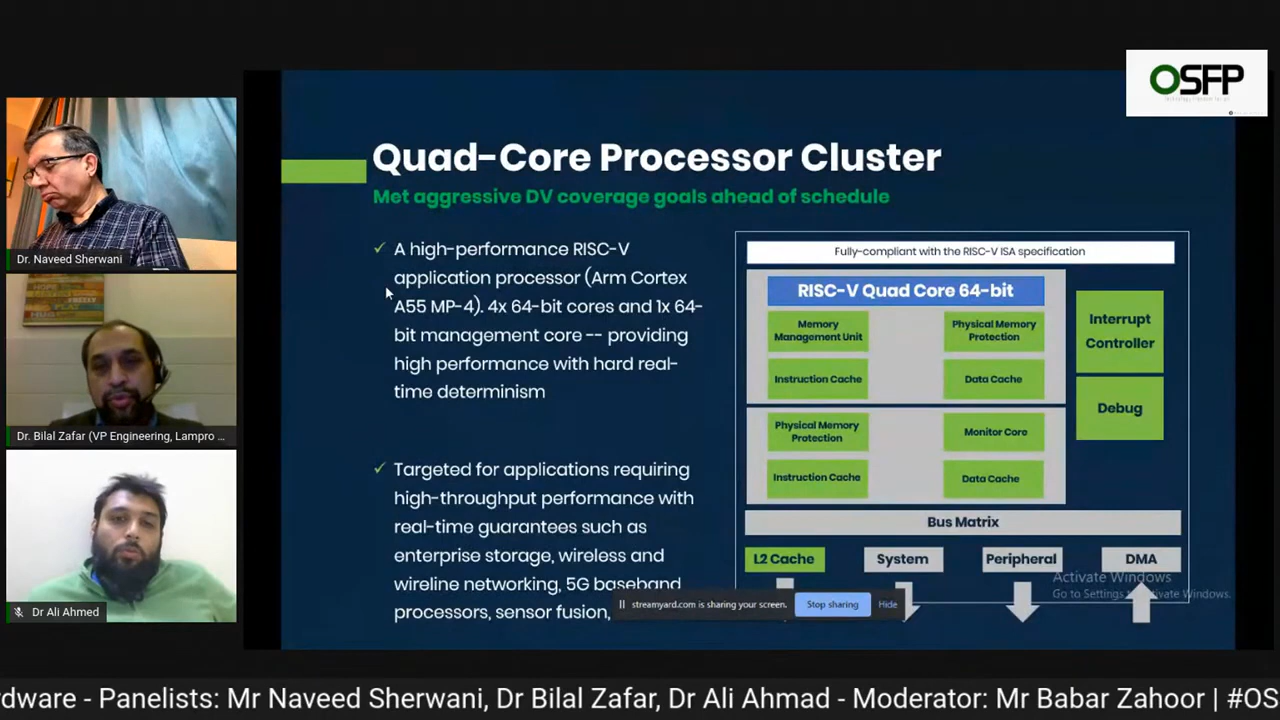 OSFP
Dr. Naveed Sherwani
Dr. Bilal Zafar (VP Engineering, Lampro ...
Dr Ali Ahmed
Quad-Core Processor Cluster
Met aggressive DV coverage goals ahead of schedule
✓ A high-performance RISC-V
application processor (Arm Cortex
A55 MP-4). 4x 64-bit cores and 1x 64-
bit management core -- providing
high performance with hard real-
time determinism
✓ Targeted for applications requiring
high-throughput performance with
real-time guarantees such as
enterprise storage, wireless and
wireline networking, 5G baseband
processors, sensor fusion,
Fully-compliant with the RISC-V ISA specification
RISC-V Quad Core 64-bit
Memory
Management Unit
Physical Memory
Protection
Instruction Cache
Data Cache
Physical Memory
Protection
Monitor Core
Instruction Cache
Data Cache
Interrupt
Controller
Debug
Bus Matrix
L2 Cache
System
Peripheral
DMA
Activate Windows
Go to Settings to Activate Windows.
streamyard.com is sharing your screen.
Stop sharing
Hide
rdware - Panelists: Mr Naveed Sherwani, Dr Bilal Zafar, Dr Ali Ahmad - Moderator: Mr Babar Zahoor | #OS